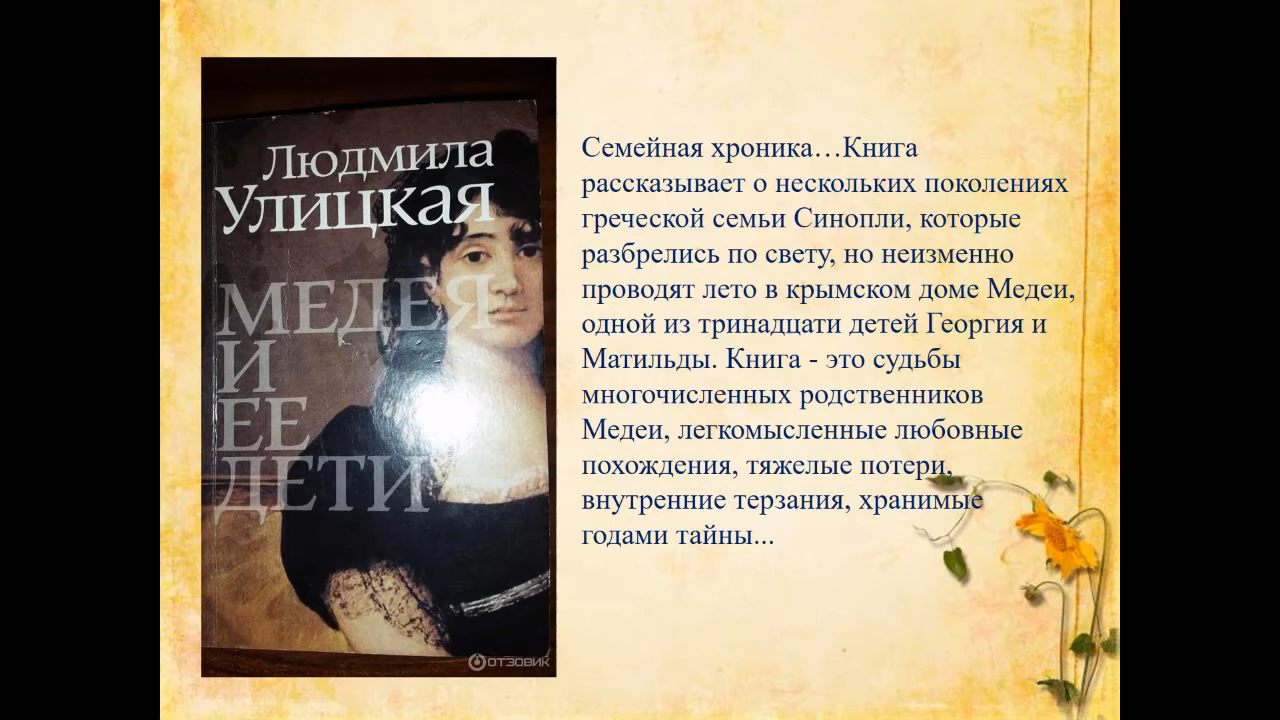 Людмила
Улицкая
МЕДЕЯ
И
ЕЕ
ДЕТИ
ОТЗОВИК
Семейная хроника…Книга
рассказывает о нескольких поколениях
греческой семьи Синопли, которые
разбрелись по свету, но неизменно
проводят лето в крымском доме Медеи,
одной из тринадцати детей Георгия и
Матильды. Книга - это судьбы
многочисленных родственников
Медеи, легкомысленные любовные
похождения, тяжелые потери,
внутренние терзания, хранимые
годами тайны...